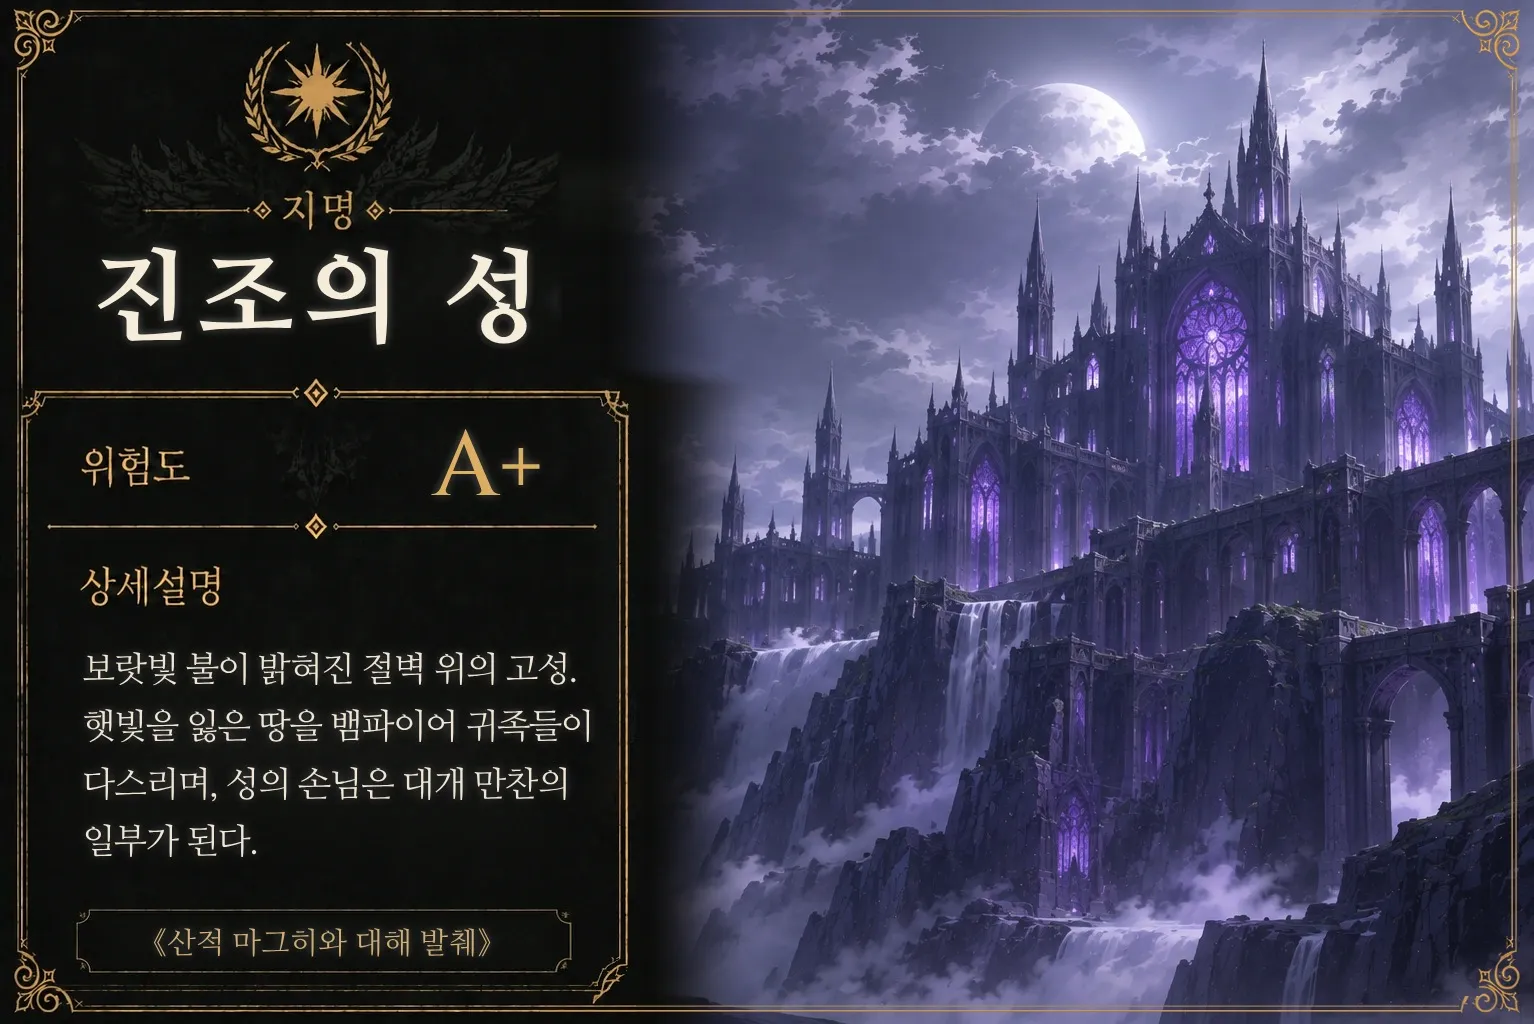 지명
진조의 성
위험도
A+
상세설명
보랏빛 불이 밝혀진 절벽 위의 고성.
햇빛을 잃은 땅을 뱀파이어 귀족들이
다스리며, 성의 손님은 대개 만찬의
일부가 된다.
《산적 마그히와 대해 발췌》